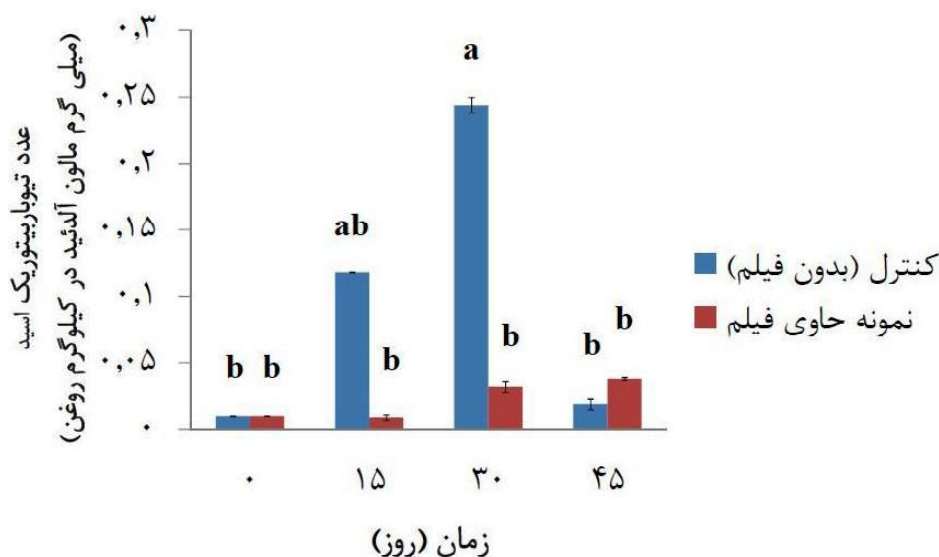 عدد تیوباربیتوریک اسید
(میلی گرم مالون آلدئید در کیلوگرم روغن)
۰,۳
۰,۲۵
۰,۲
۰,۱۵
۰,۱
۰,۰۵
۰
b b
ab b
a b
b b
۰ ۱۵ ۳۰ ۴۵
زمان (روز)
کنترل (بدون فیلم)
نمونه حاوی فیلم